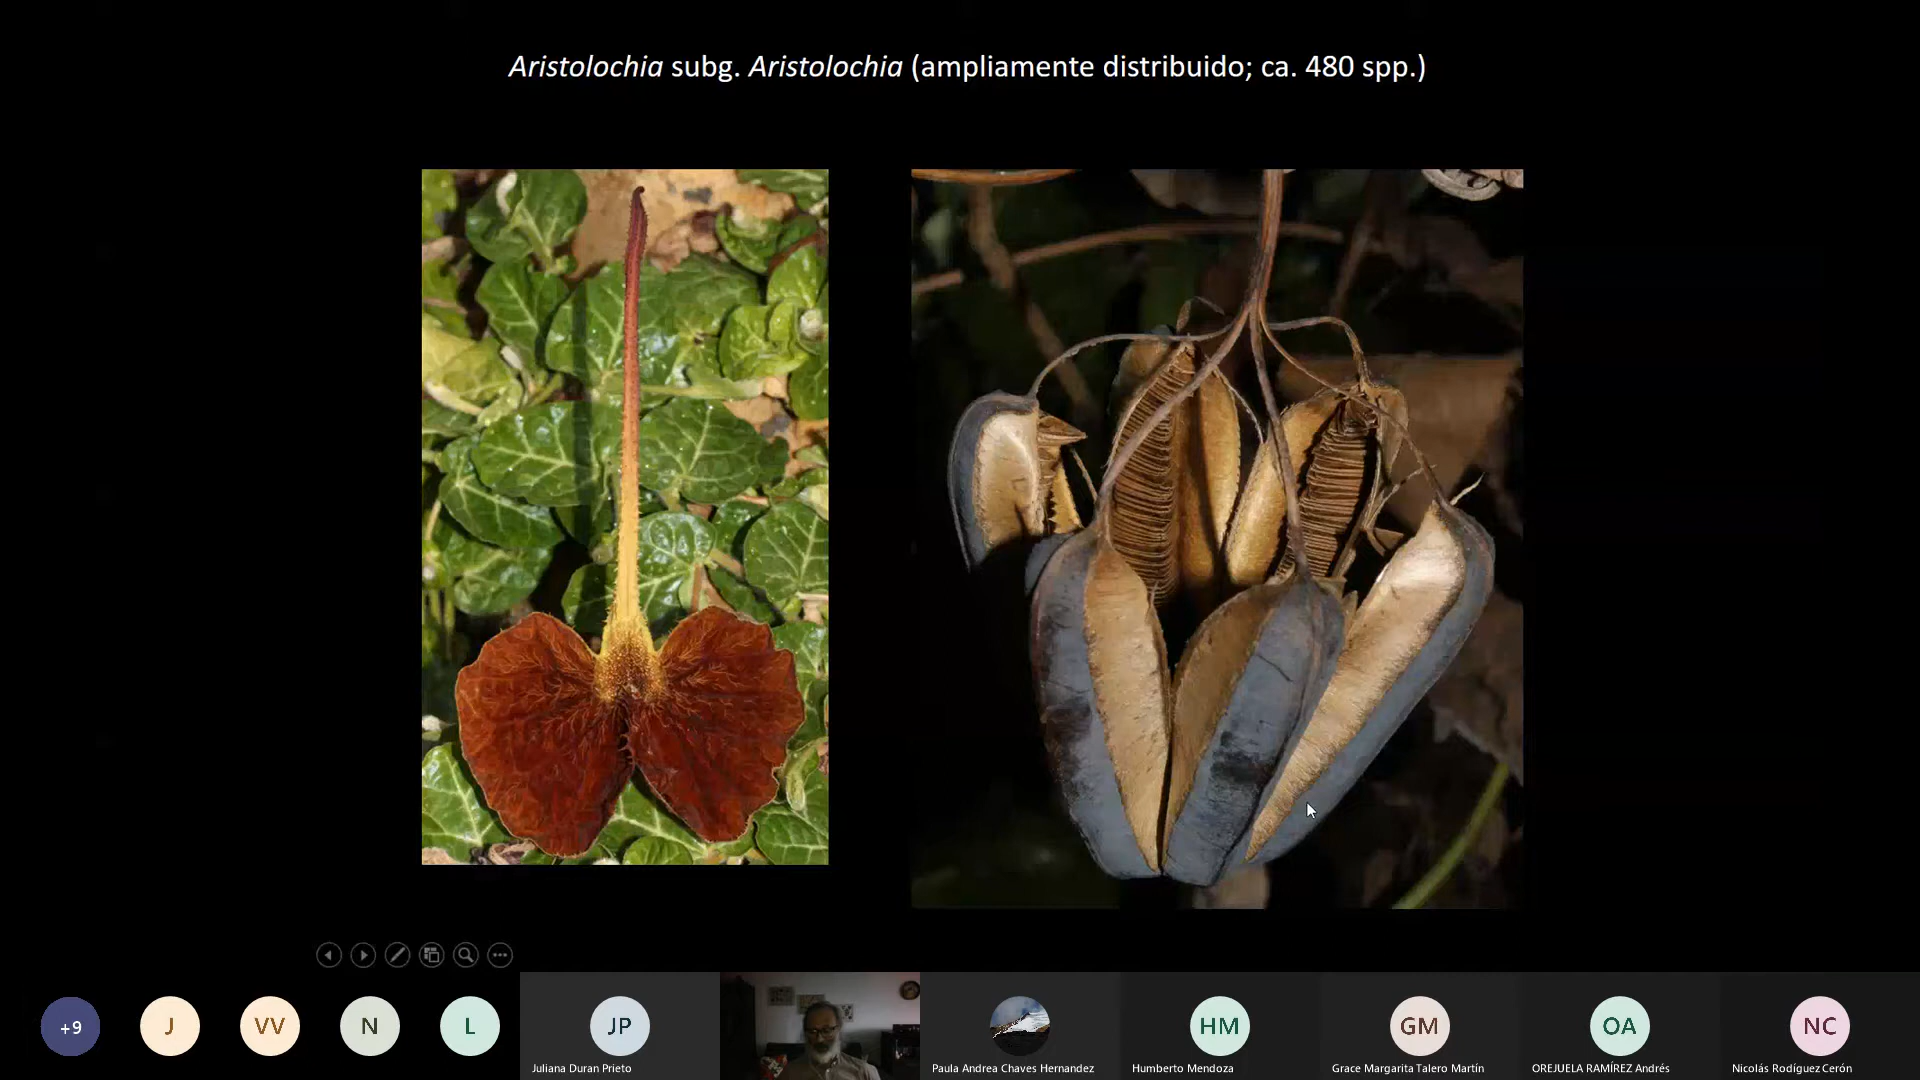 Aristolochia subg. Aristolochia (ampliamente distribuido; ca. 480 spp.)
+9
J
VV
N
L
JP
HM
GM
OA
NC
Juliana Duran Prieto
Paula Andrea Chaves Hernandez
Humberto Mendoza
Grace Margarita Talero Martín
OREJUELA RAMÍREZ Andrés
Nicolás Rodíguez Cerón